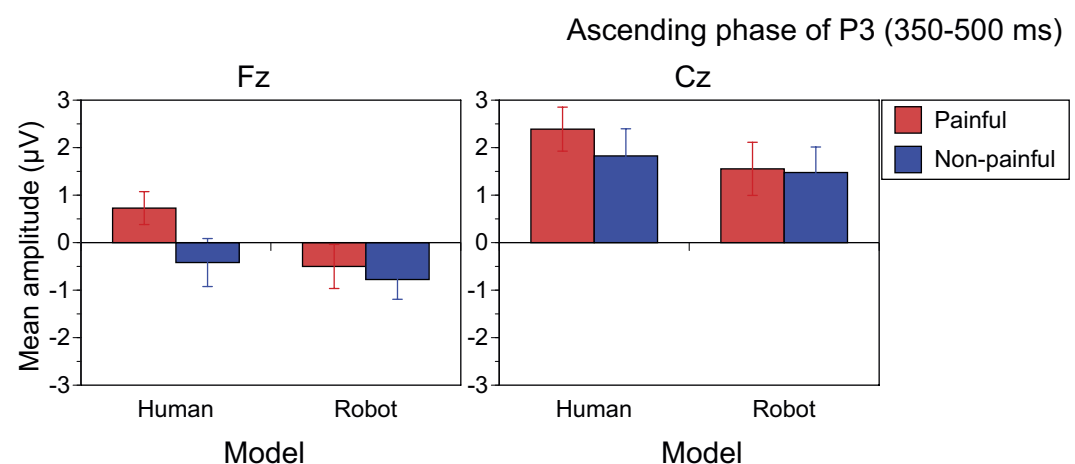 Ascending phase of P3 (350-500 ms)
Fz
Cz
Mean amplitude (µV)
3
2
1
0
-1
-2
-3
3
2
1
0
-1
-2
-3
Painful
Non-painful
Human Robot
Human Robot
Model
Model